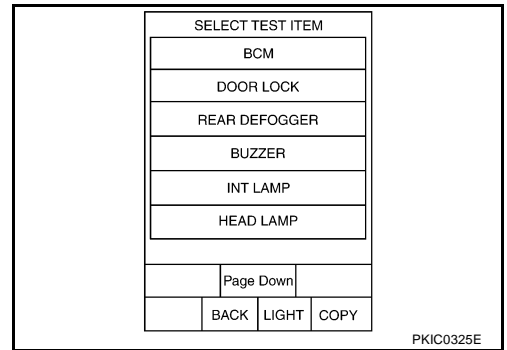 SELECT TEST ITEM
BCM
DOOR LOCK
REAR DEFOGGER
BUZZER
INT LAMP
HEAD LAMP
Page Down
BACK LIGHT COPY
PKIC0325E